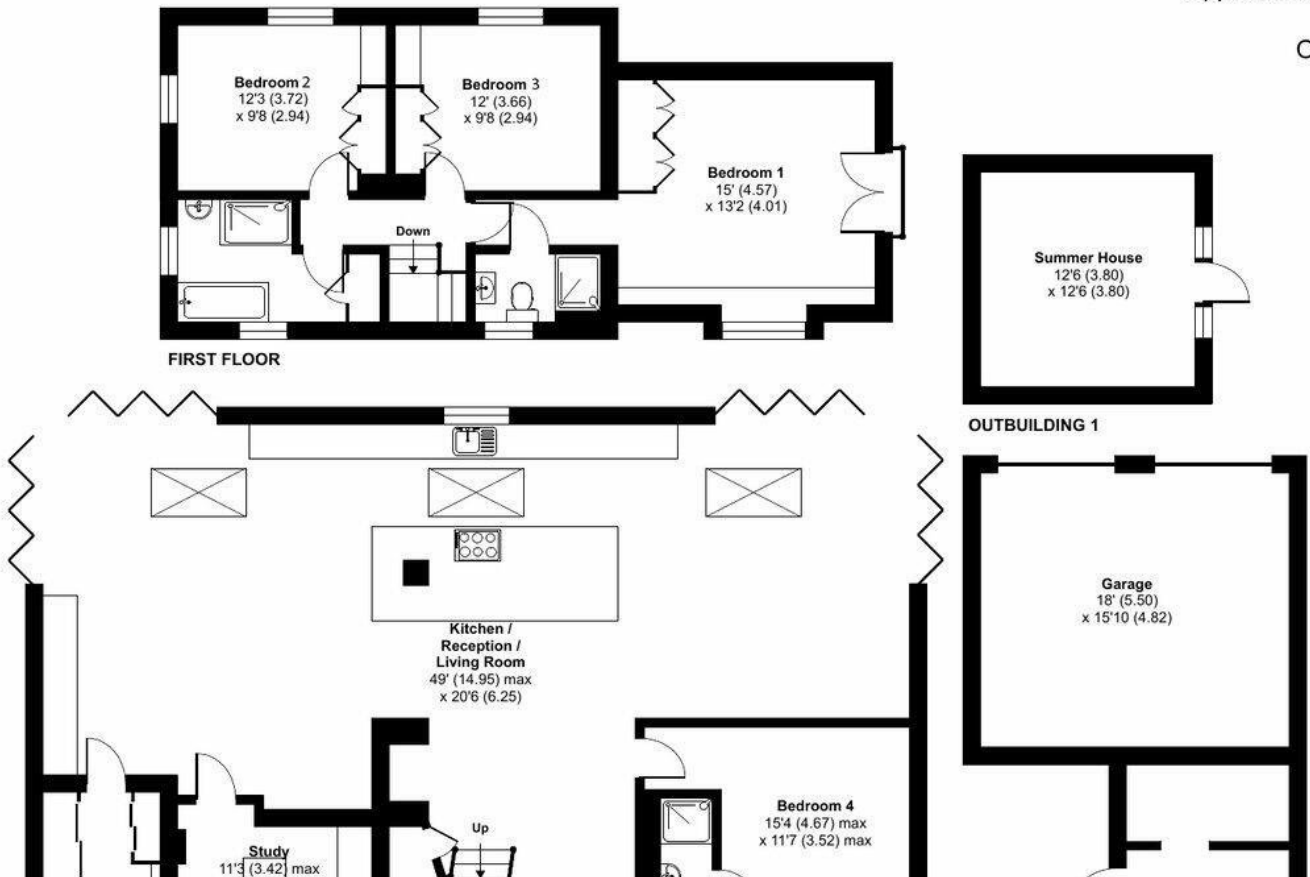 Bedroom 2
12'3 (3.72)
x 9'8 (2.94)
Bedroom 3
12' (3.66)
x 9'8 (2.94)
Bedroom 1
15' (4.57)
x 13'2 (4.01)
Down
FIRST FLOOR
Summer House
12'6 (3.80)
x 12'6 (3.80)
OUTBUILDING 1
Garage
18' (5.50)
x 15'10 (4.82)
Kitchen /
Reception /
Living Room
49' (14.95) max
x 20'6 (6.25)
Bedroom 4
15'4 (4.67) max
x 11'7 (3.52) max
Up
Study
11'3 (3.42) max